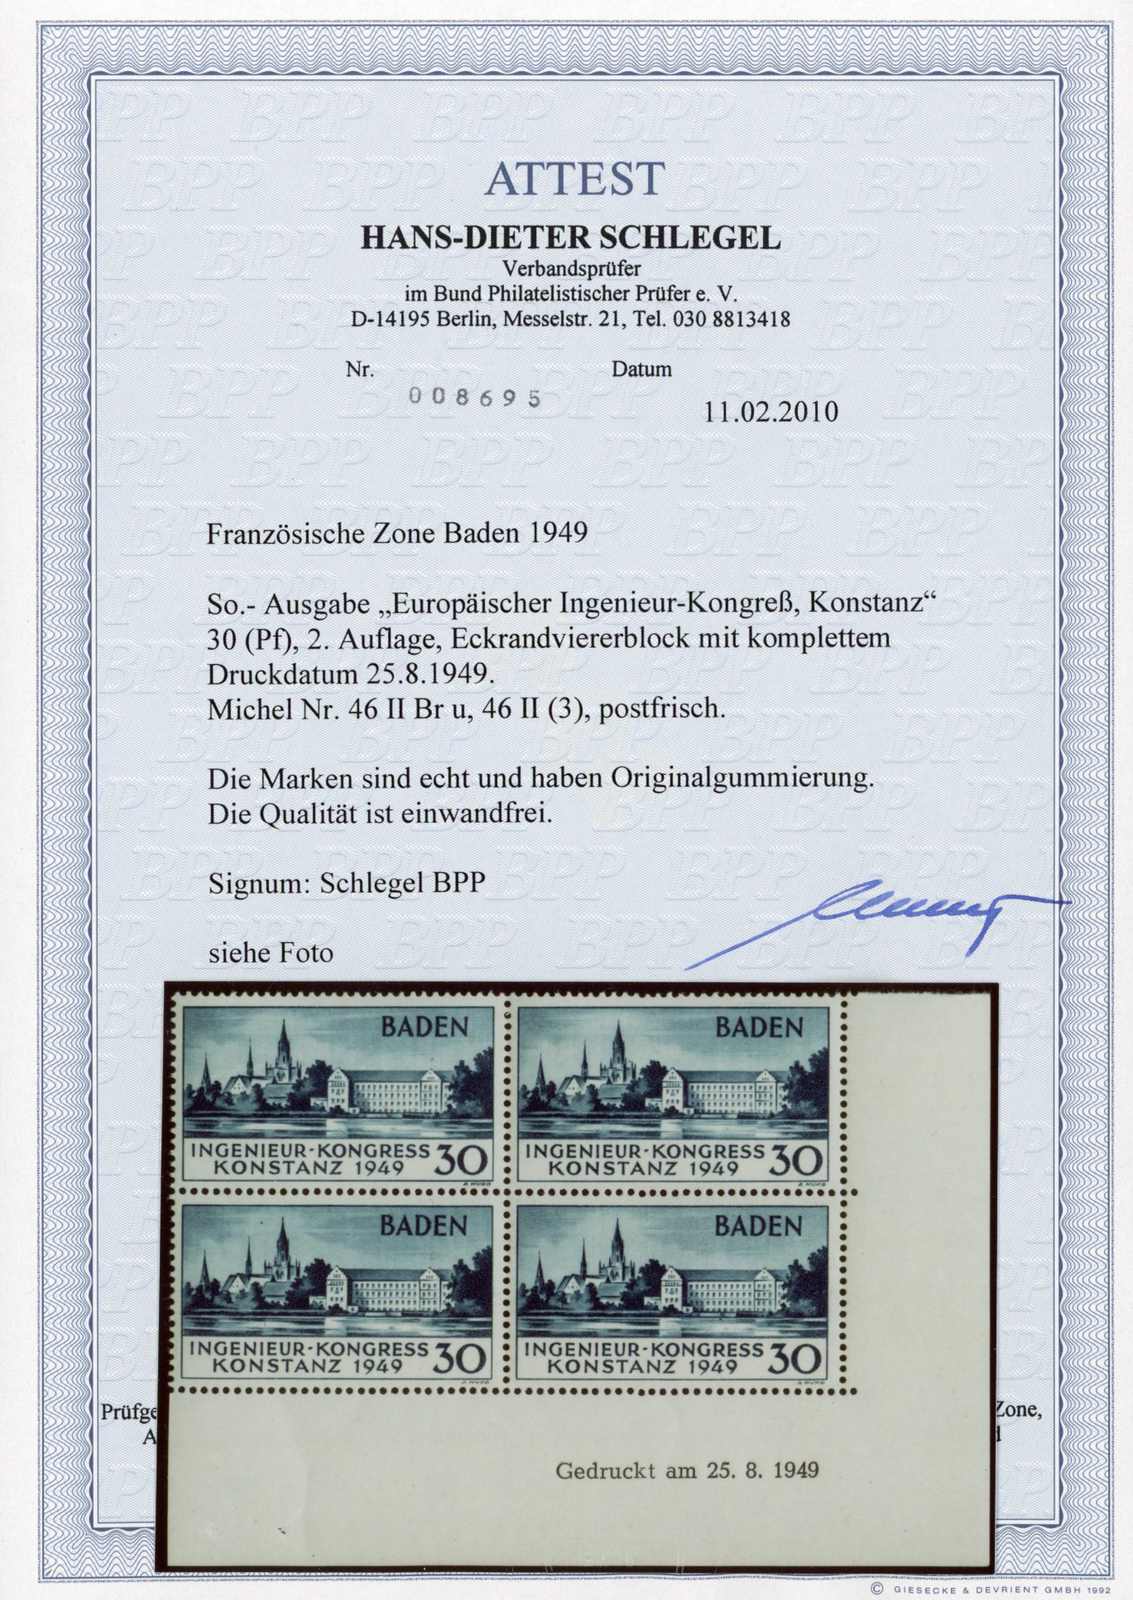 ATTEST
HANS-DIETER SCHLEGEL
Verbandsprüfer
im Bund Philatelistischer Prüfer e. V.
D-14195 Berlin, Messelstr. 21, Tel. 030 8813418
Nr. Datum
008695
11.02.2010
Französische Zone Baden 1949
So.- Ausgabe „Europäischer Ingenieur-Kongreß, Konstanz“
30 (Pf), 2. Auflage, Eckrandviererblock mit komplettem
Druckdatum 25.8.1949.
Michel Nr. 46 II Br u, 46 II (3), postfrisch.
Die Marken sind echt und haben Originalgummierung.
Die Qualität ist einwandfrei.
Signum: Schlegel BPP
siehe Foto
BADEN BADEN
INGENIEUR-KONGRESS INGENIEUR-KONGRESS
KONSTANZ 1949 30 KONSTANZ 1949 30
BADEN BADEN
INGENIEUR-KONGRESS INGENIEUR-KONGRESS
KONSTANZ 1949 30 KONSTANZ 1949 30
Zone,
Gedruckt am 25. 8. 1949
© GIESECKE & DEVRIENT GMBH 1992